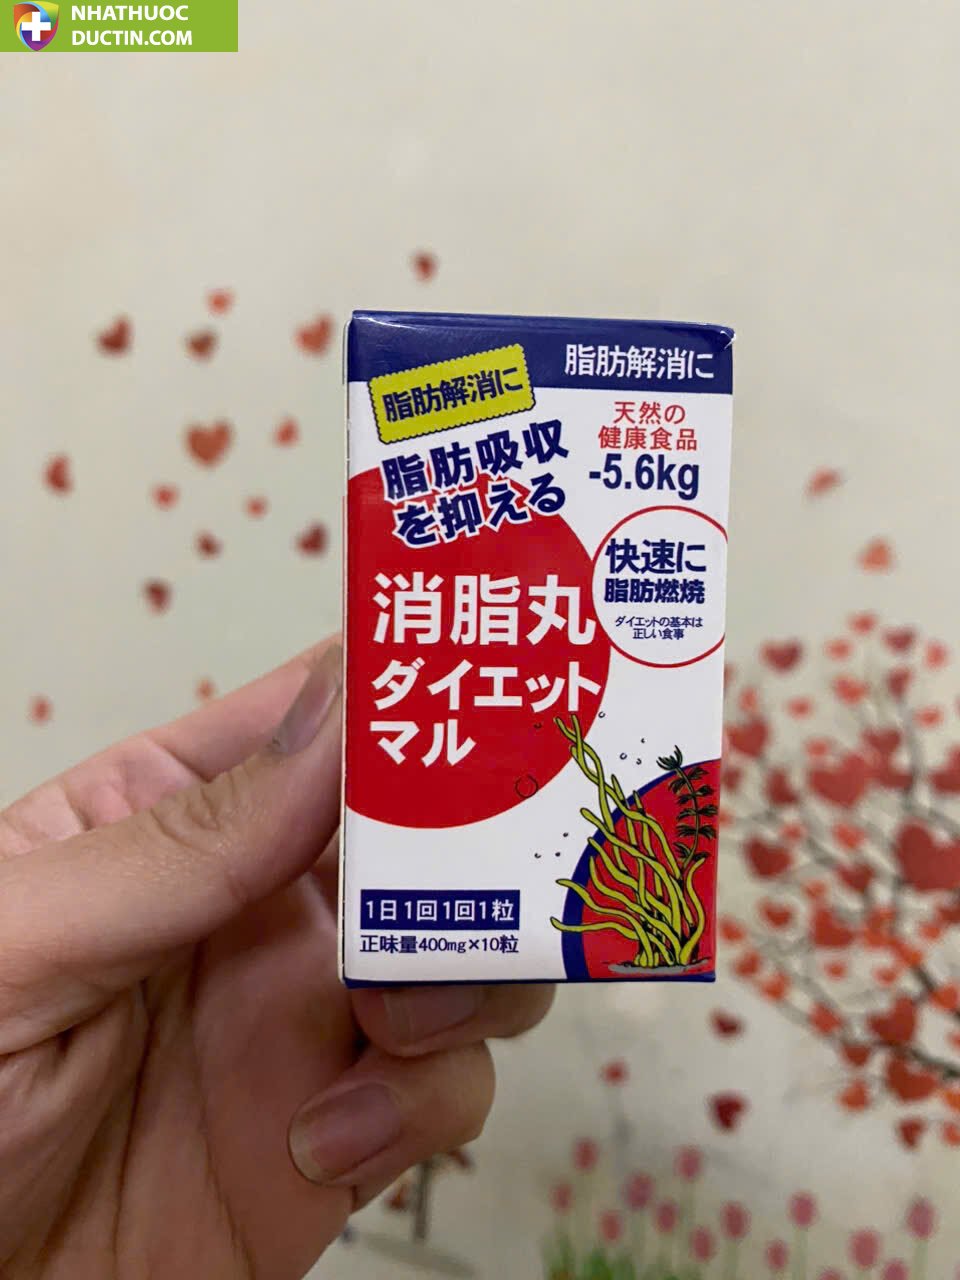 NHATHUOC
DUCTIN.COM
脂肪解消に
脂肪解消に
脂肪吸収
を抑える
天然の
健康食品
-5.6kg
快速に
脂肪燃焼
ダイエットの基本は
正しい食事
消脂丸
ダイエット
マル
1日1回1回1粒
正味量400mg×10粒